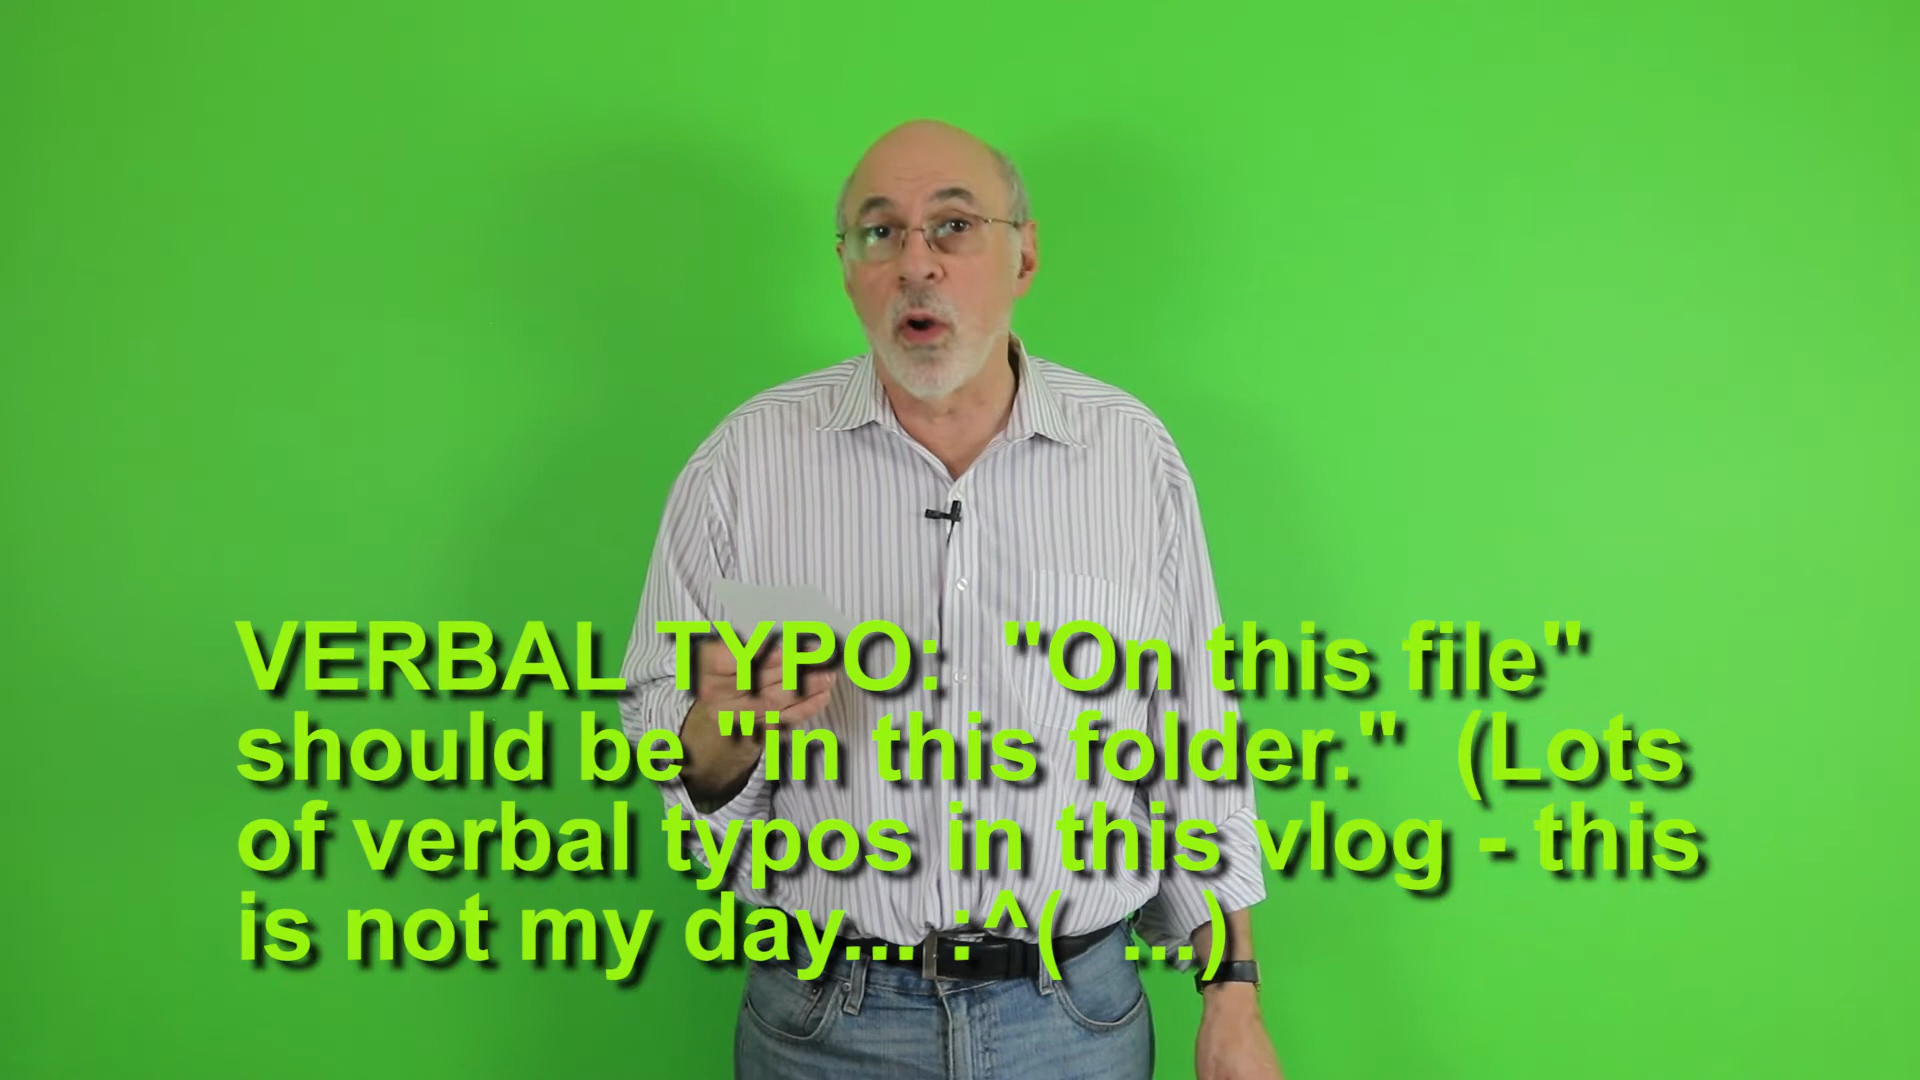 VERBAL TYPO:  "On this file"
should be "in this folder."  (Lots
of verbal typos in this vlog - this
is not my day... :^(  ...)